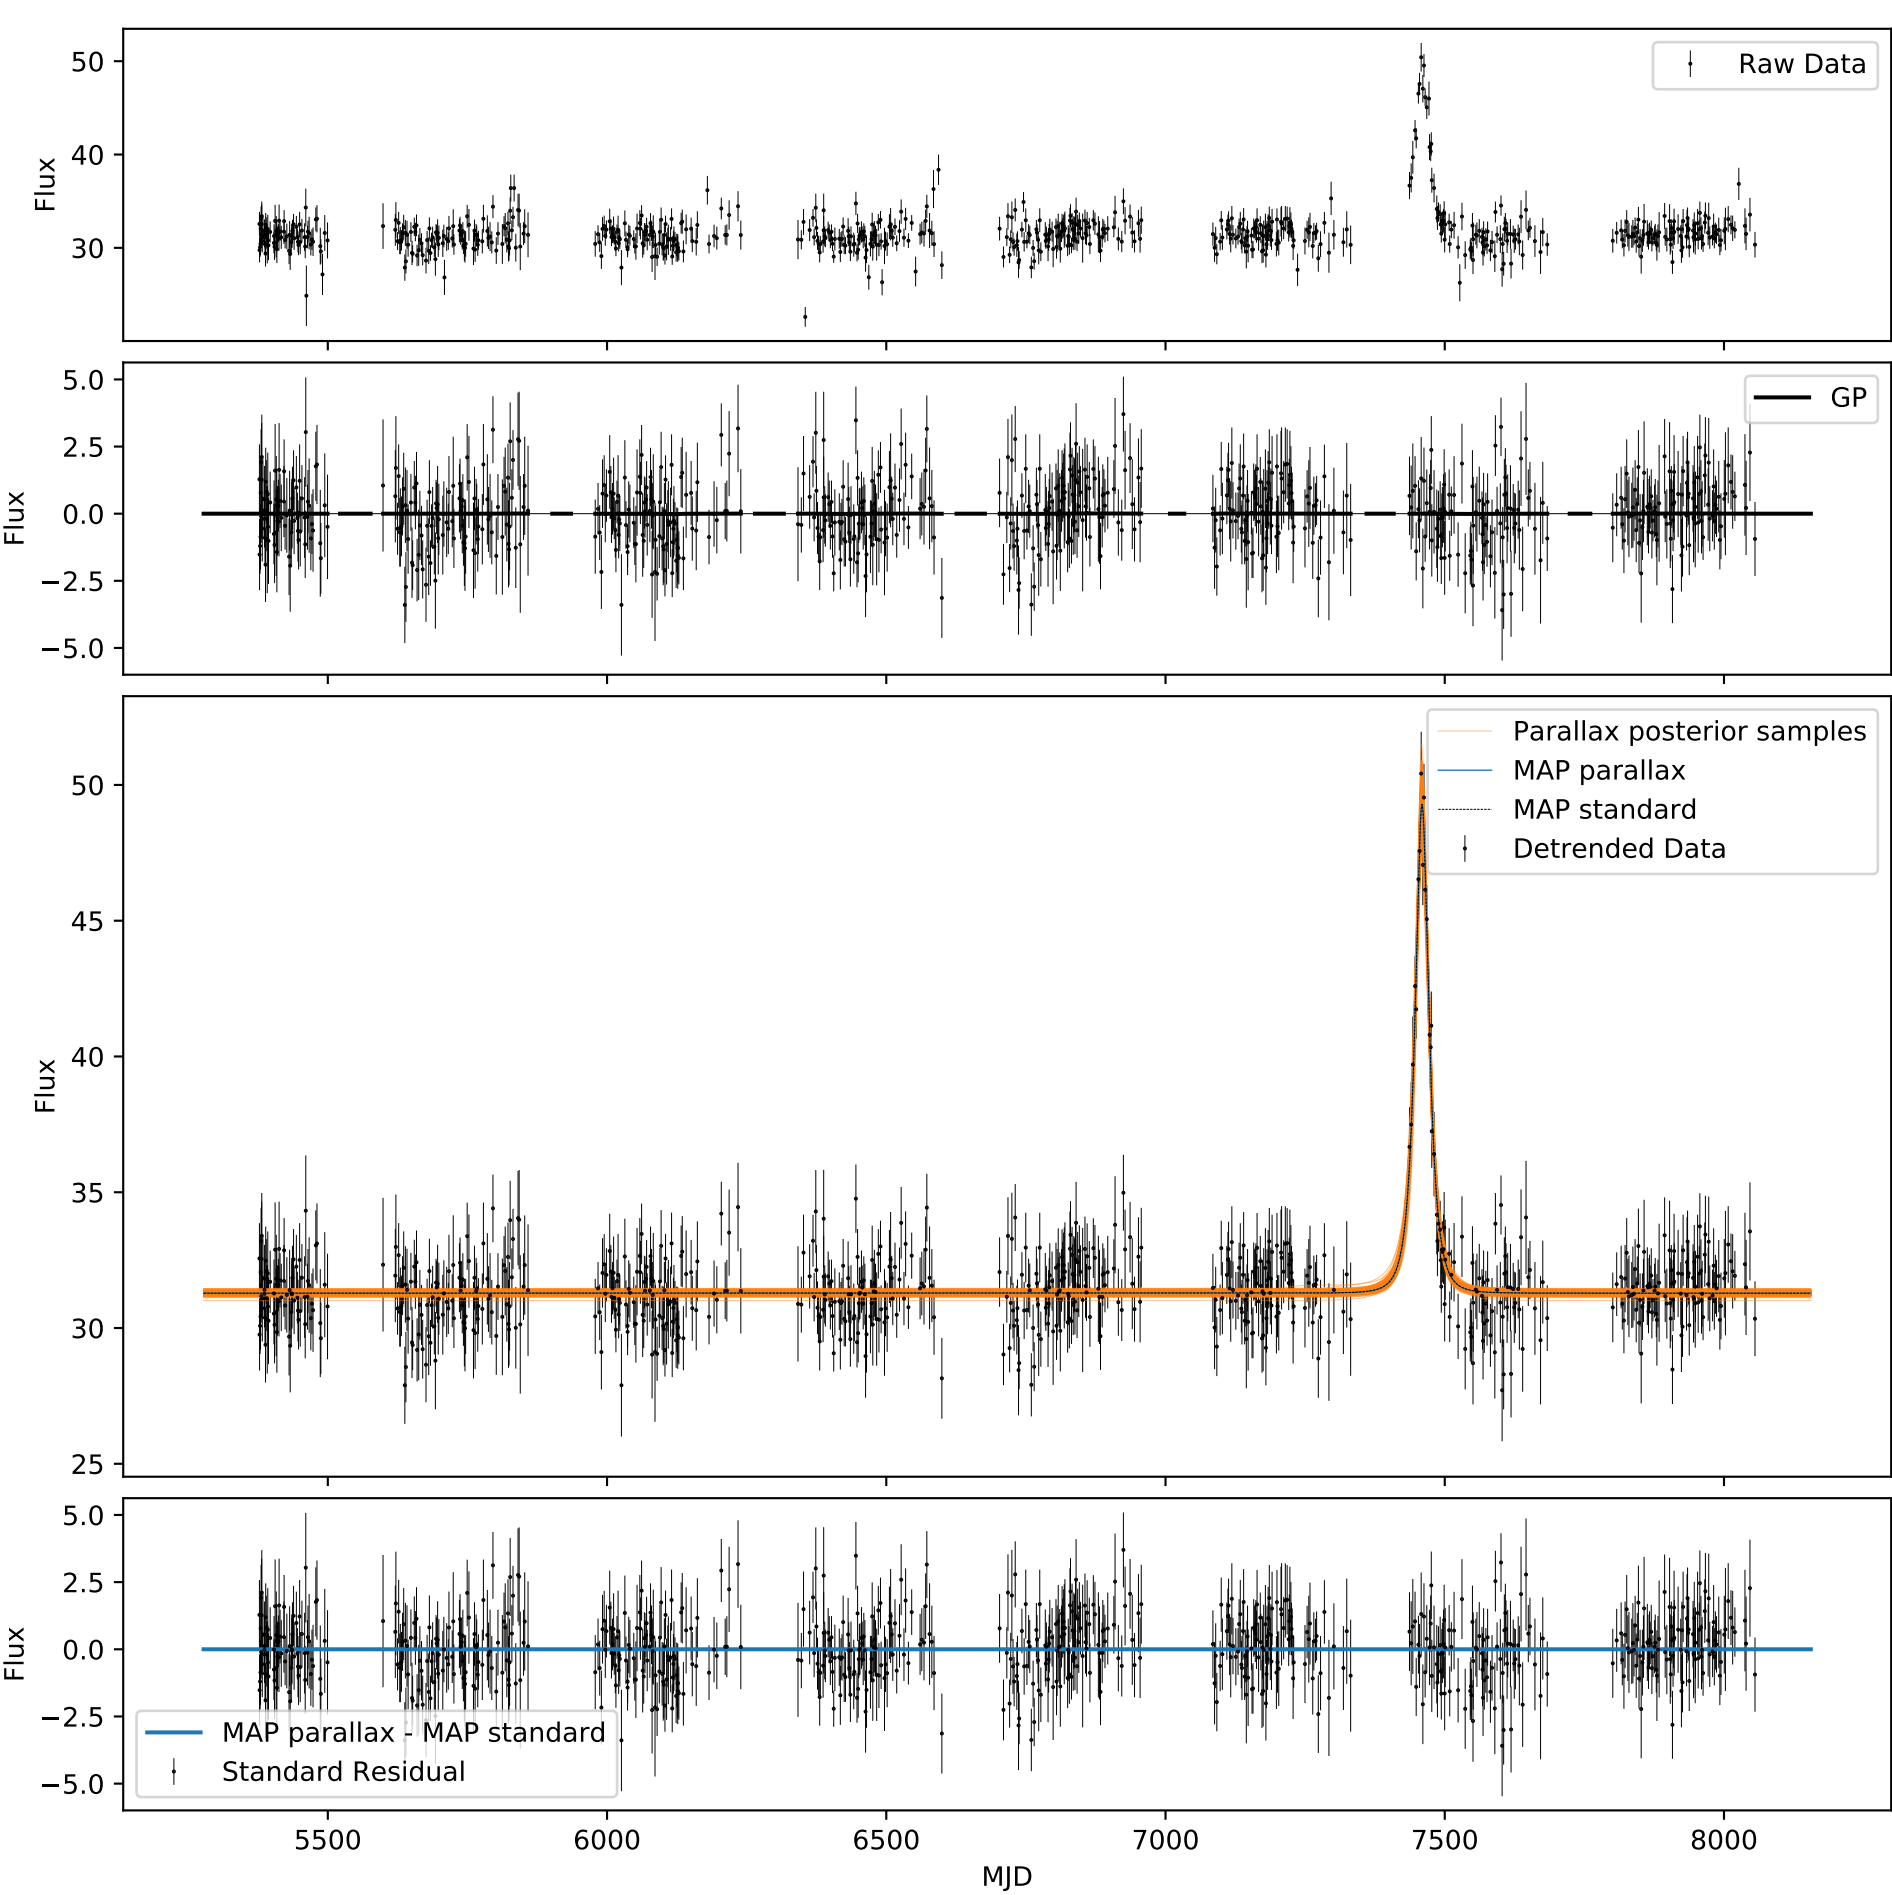 50
40
30
Flux
Raw Data
5.0
2.5
0.0
−2.5
−5.0
Flux
GP
50
45
40
35
30
25
Flux
Parallax posterior samples
MAP parallax
MAP standard
Detrended Data
5.0
2.5
0.0
−2.5
−5.0
Flux
MAP parallax - MAP standard
Standard Residual
5500 6000 6500 7000 7500 8000
MJD